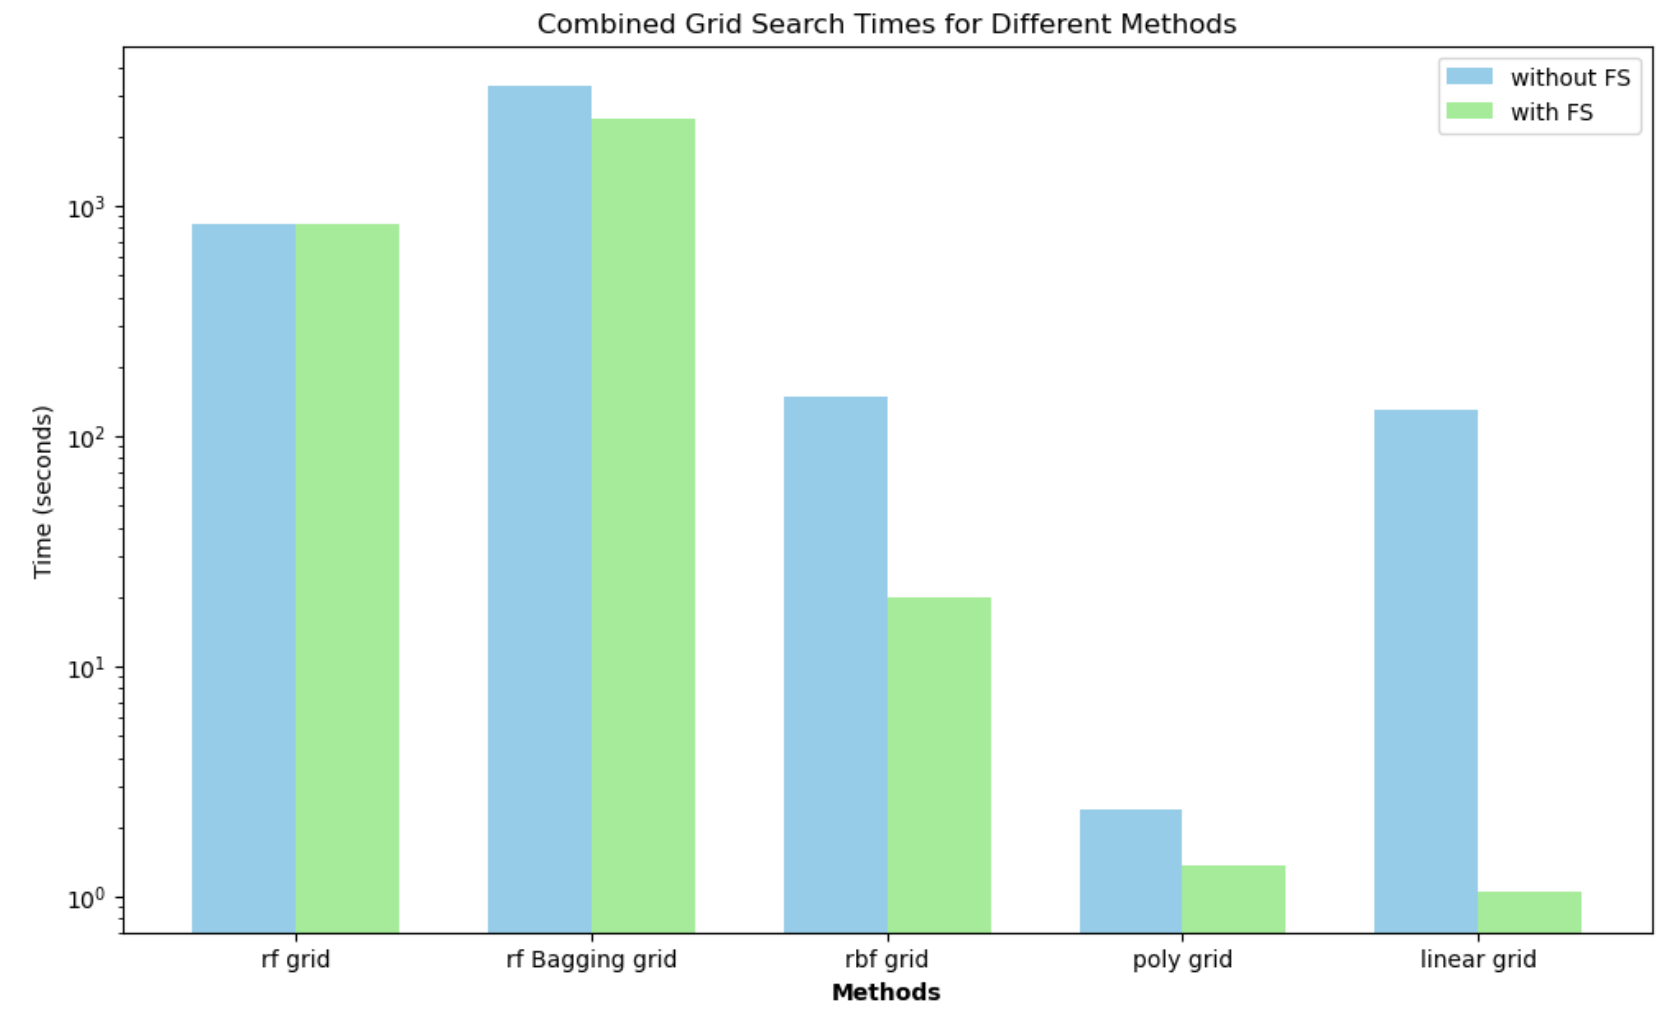 Combined Grid Search Times for Different Methods
without FS
with FS
Time (seconds)
10³
10²
10¹
10⁰
rf grid
rf Bagging grid
rbf grid
poly grid
linear grid
Methods